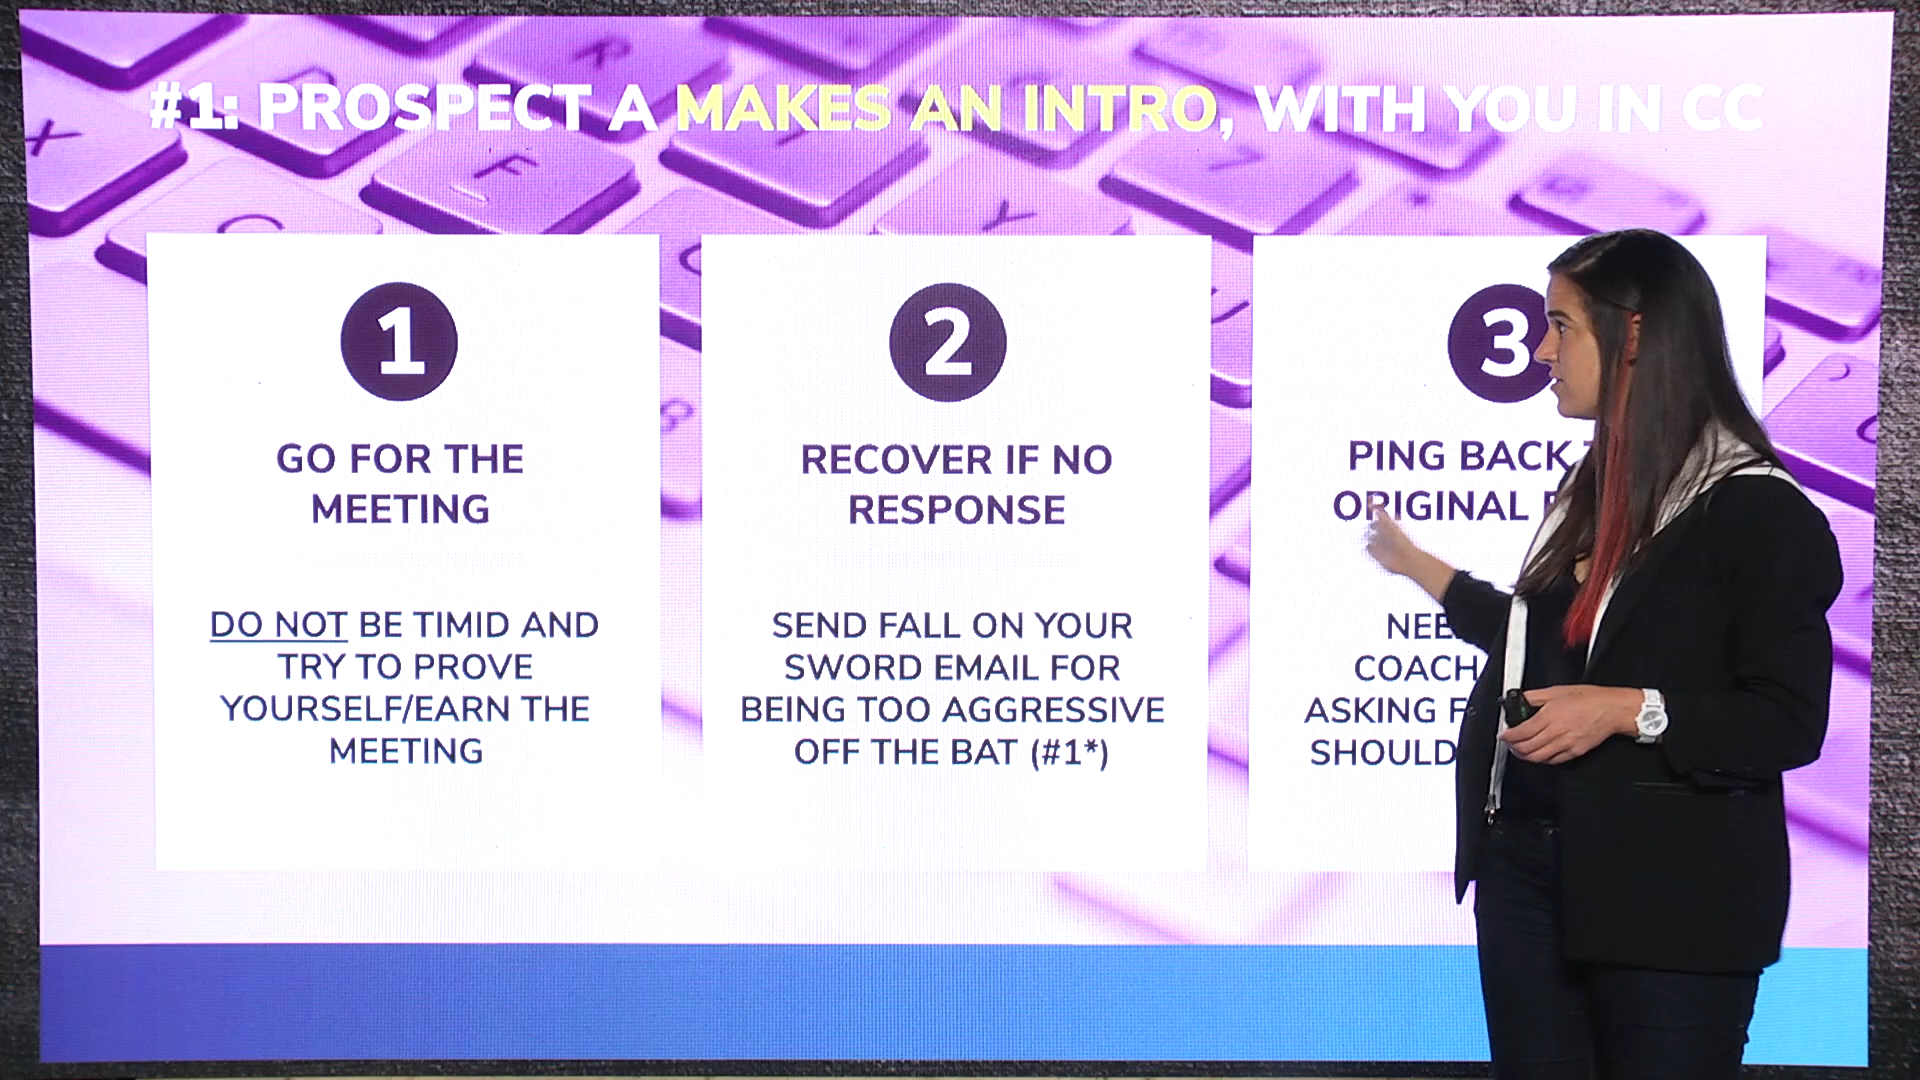 #1: PROSPECT A MAKES AN INTRO, WITH YOU IN CC
1
GO FOR THE
MEETING
DO NOT BE TIMID AND
TRY TO PROVE
YOURSELF/EARN THE
MEETING
2
RECOVER IF NO
RESPONSE
SEND FALL ON YOUR
SWORD EMAIL FOR
BEING TOO AGGRESSIVE
OFF THE BAT (#1*)
3
PING BACK
ORIGINAL
COACH
ASKING
SHOULD